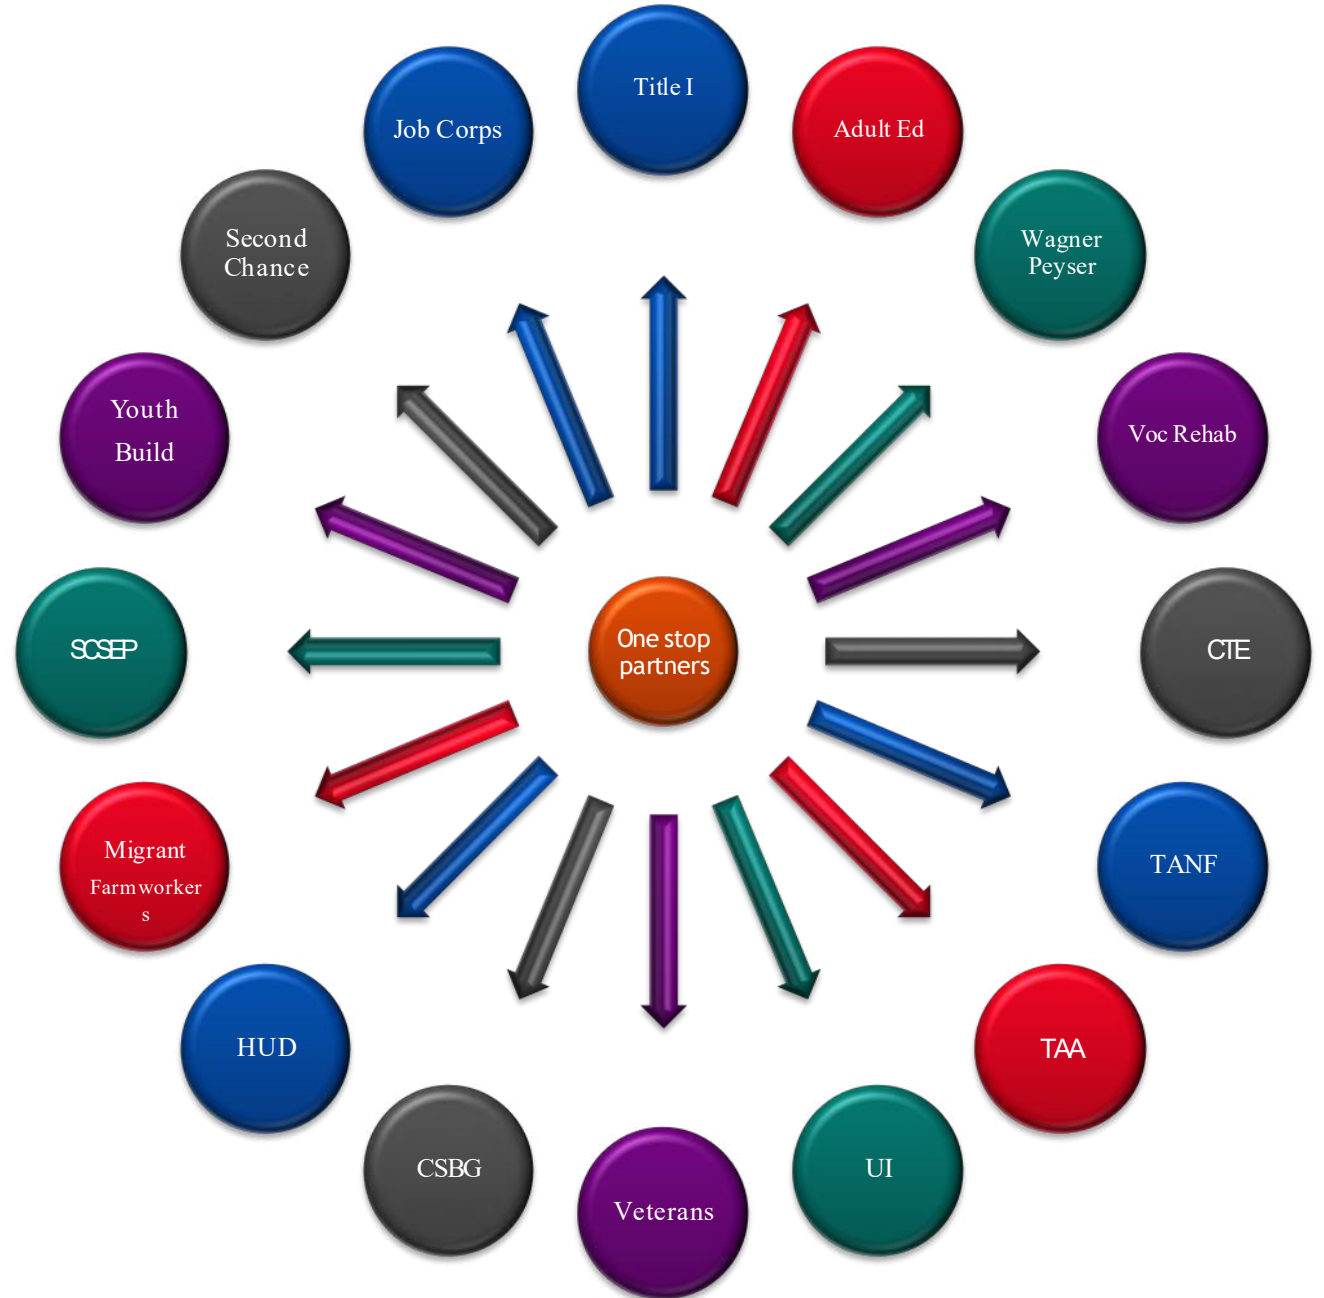 Title I
Job Corps
Adult Ed
Second
Chance
Wagner
Peyser
Youth
Build
Voc Rehab
One stop
partners
SCSEP
CTE
Migrant
Farmworker
s
TANF
HUD
TAA
CSBG
UI
Veterans